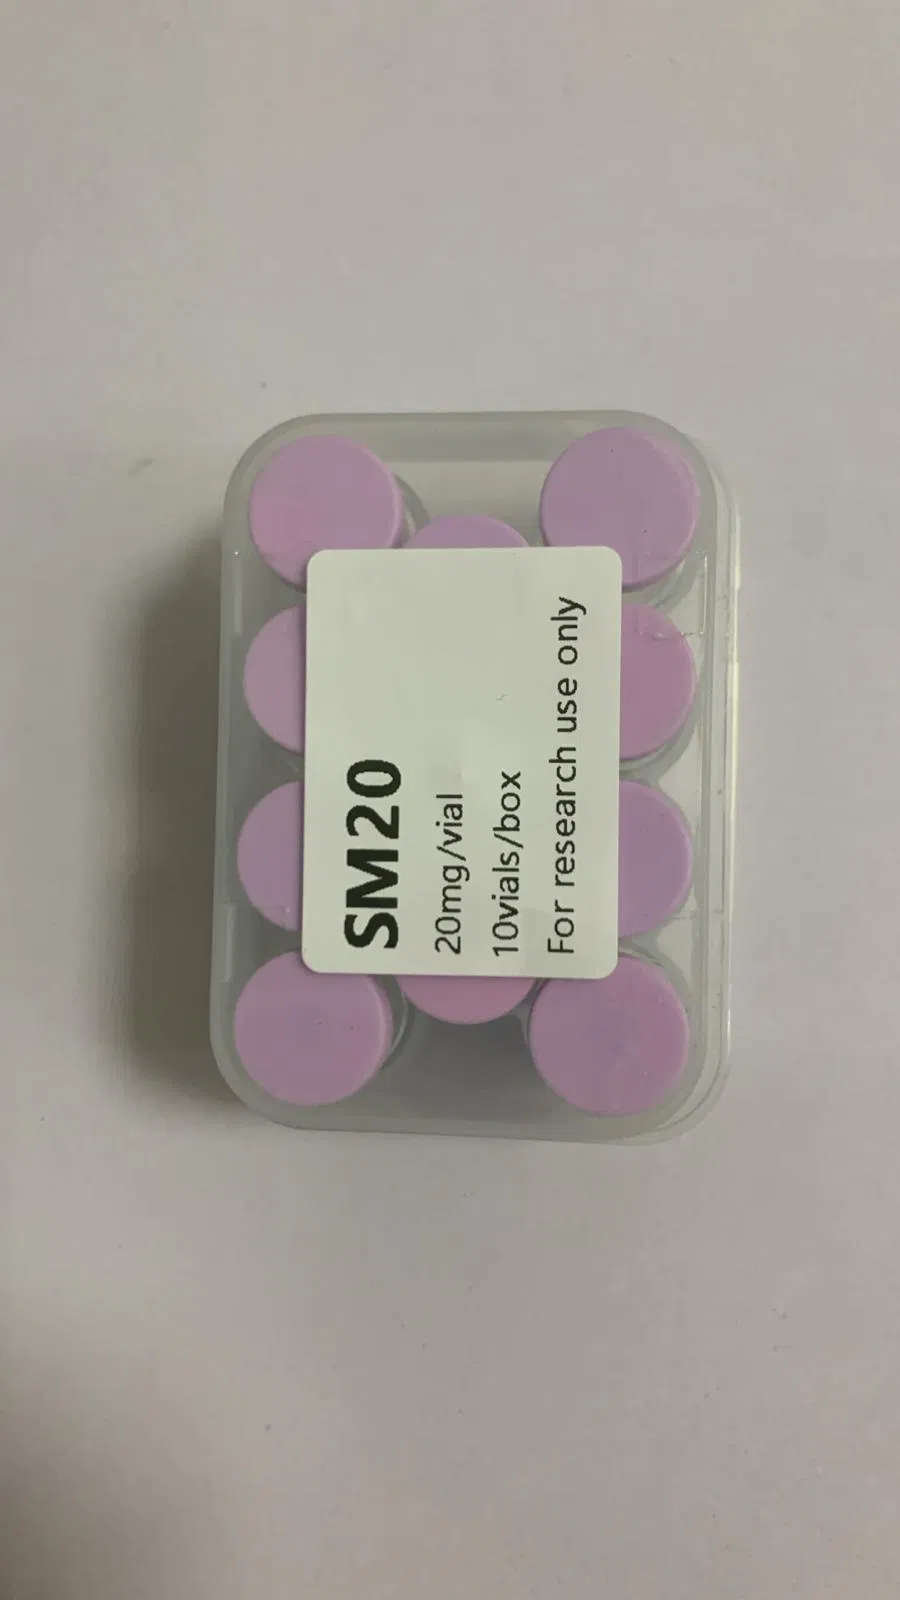 SM20
20mg/vial
10vials/box
For research use only